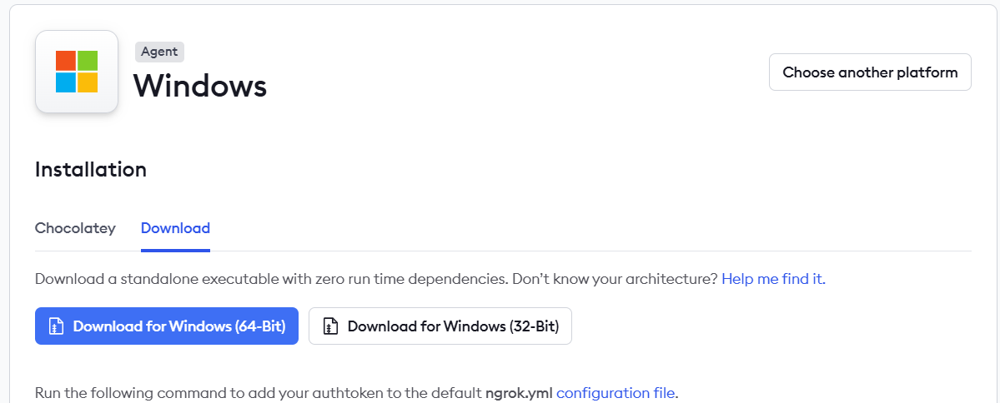 Agent
Windows
Choose another platform
Installation
Chocolatey
Download
Download a standalone executable with zero run time dependencies. Don’t know your architecture? Help me find it.
Download for Windows (64-Bit)
Download for Windows (32-Bit)
Run the following command to add your authtoken to the default ngrok.yml configuration file.